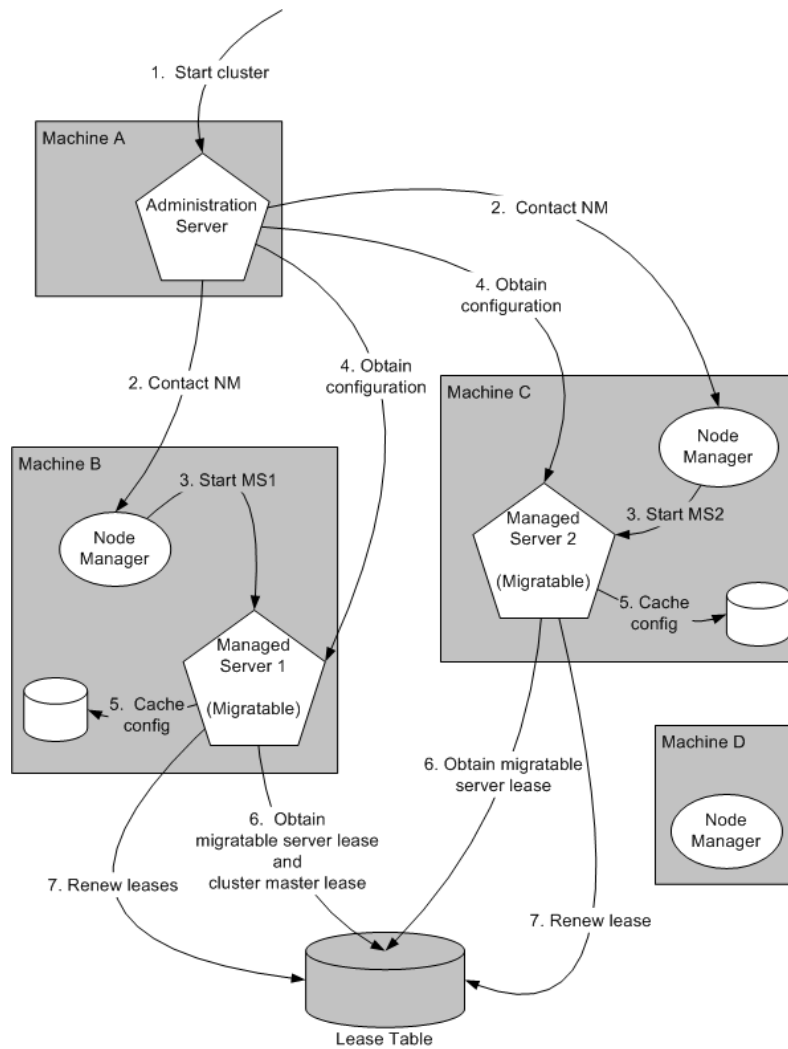 1. Start cluster
Machine A
Administration
Server
2. Contact NM
4. Obtain
configuration
2. Contact NM
4. Obtain
configuration
Machine C
Node
Manager
Machine B
3. Start MS1
Node
Manager
Managed
Server 2
(Migratable)
3. Start MS2
5. Cache
config
Managed
Server 1
(Migratable)
5. Cache
config
Machine D
Node
Manager
6. Obtain migratable
server lease
6. Obtain
migratable server lease
and
cluster master lease
7. Renew leases
7. Renew lease
Lease Table